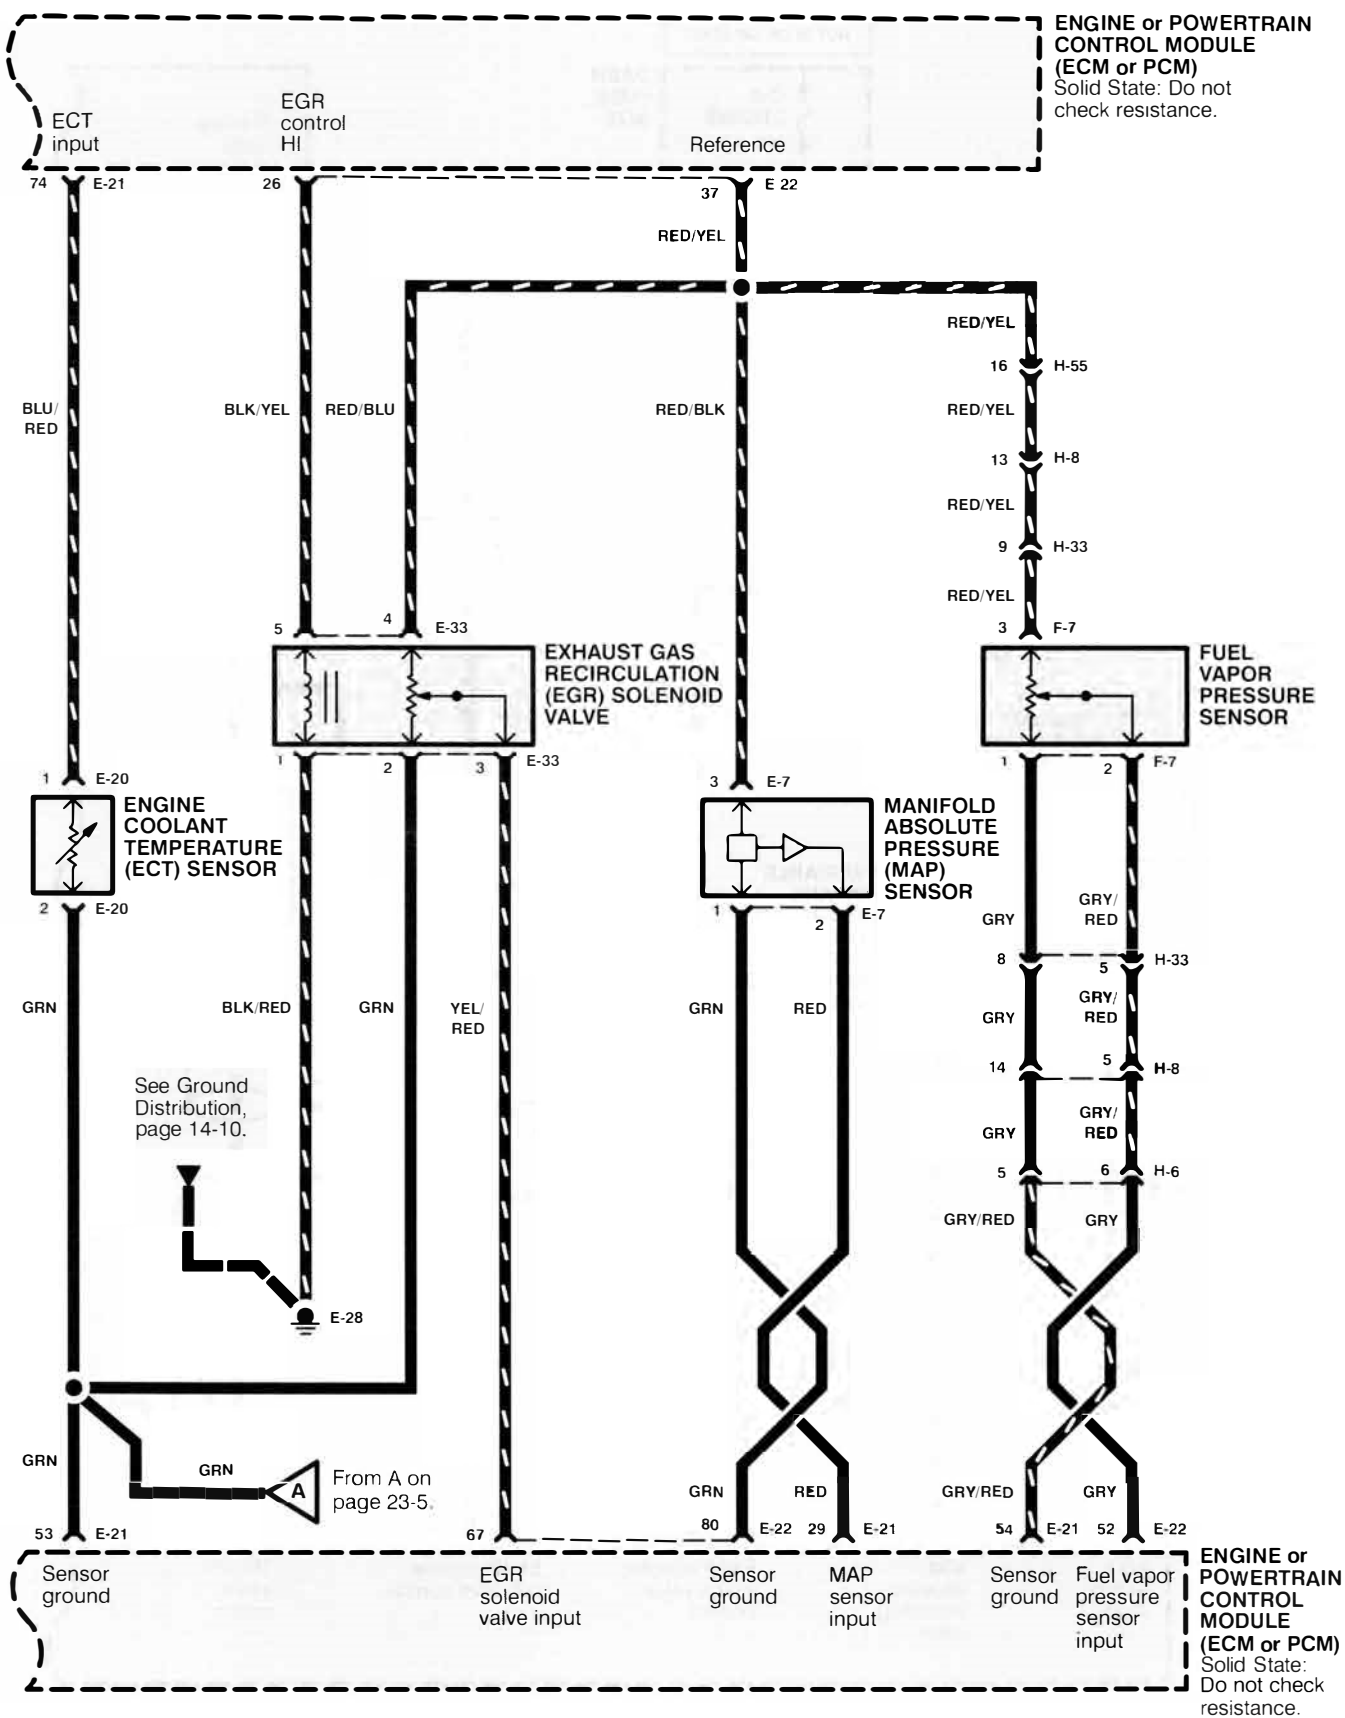 ENGINE or POWERTRAIN
CONTROL MODULE
(ECM or PCM)
Solid State: Do not
check resistance.
ECT
input
EGR
control
HI
Reference
74
E-21
26
37
E 22
RED/YEL
RED/YEL
16
H-55
BLU/
RED
BLK/YEL
RED/BLU
RED/BLK
RED/YEL
13
H-8
RED/YEL
9
H-33
RED/YEL
5
4
E-33
3
F-7
EXHAUST GAS
RECIRCULATION
(EGR) SOLENOID
VALVE
FUEL
VAPOR
PRESSURE
SENSOR
1
2
3
E-33
1
2
F-7
1
E-20
3
E-7
ENGINE
COOLANT
TEMPERATURE
(ECT) SENSOR
MANIFOLD
ABSOLUTE
PRESSURE
(MAP)
SENSOR
2
E-20
1
2
E-7
GRY
GRY/
RED
8
5
H-33
GRN
BLK/RED
GRN
YEL/
RED
GRN
RED
GRY
GRY/
RED
14
5
H-8
See Ground
Distribution,
page 14-10.
GRY
GRY/
RED
5
6
H-6
GRY/RED
GRY
E-28
GRN
GRN
A
From A on
page 23-5.
GRN
RED
GRY/RED
GRY
53
E-21
67
80
E-22
29
E-21
54
E-21
52
E-22
Sensor
ground
EGR
solenoid
valve input
Sensor
ground
MAP
sensor
input
Sensor
ground
Fuel vapor
pressure
sensor
input
ENGINE or
POWERTRAIN
CONTROL
MODULE
(ECM or PCM)
Solid State:
Do not check
resistance.